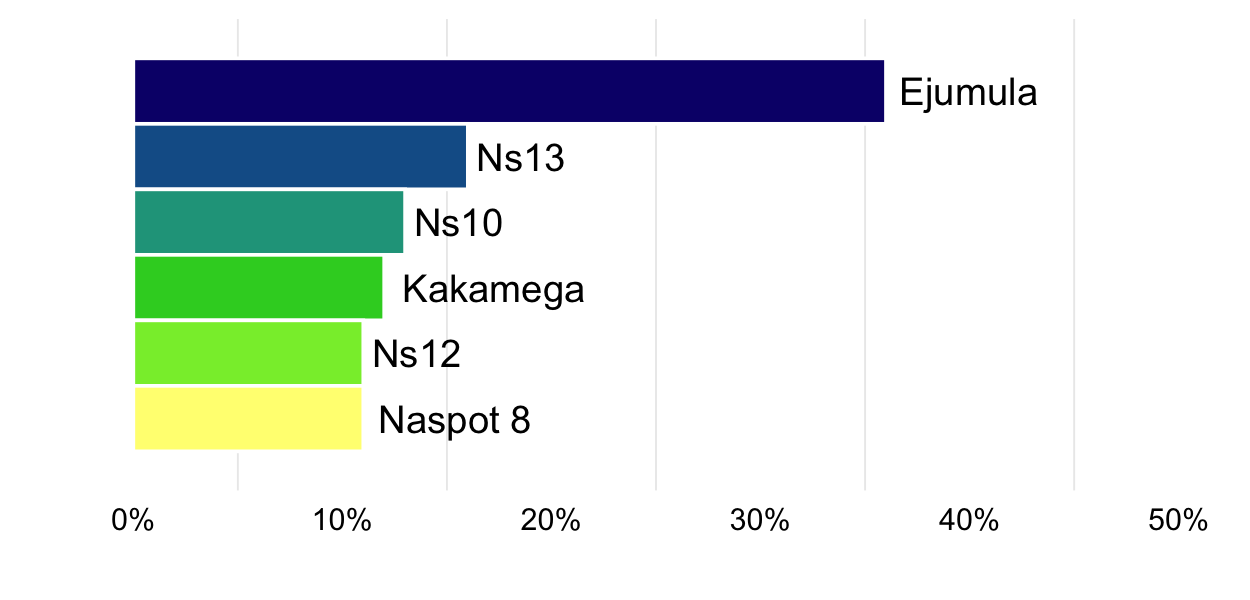 Ejumula
Ns13
Ns10
Kakamega
Ns12
Naspot 8
0% 10% 20% 30% 40% 50%